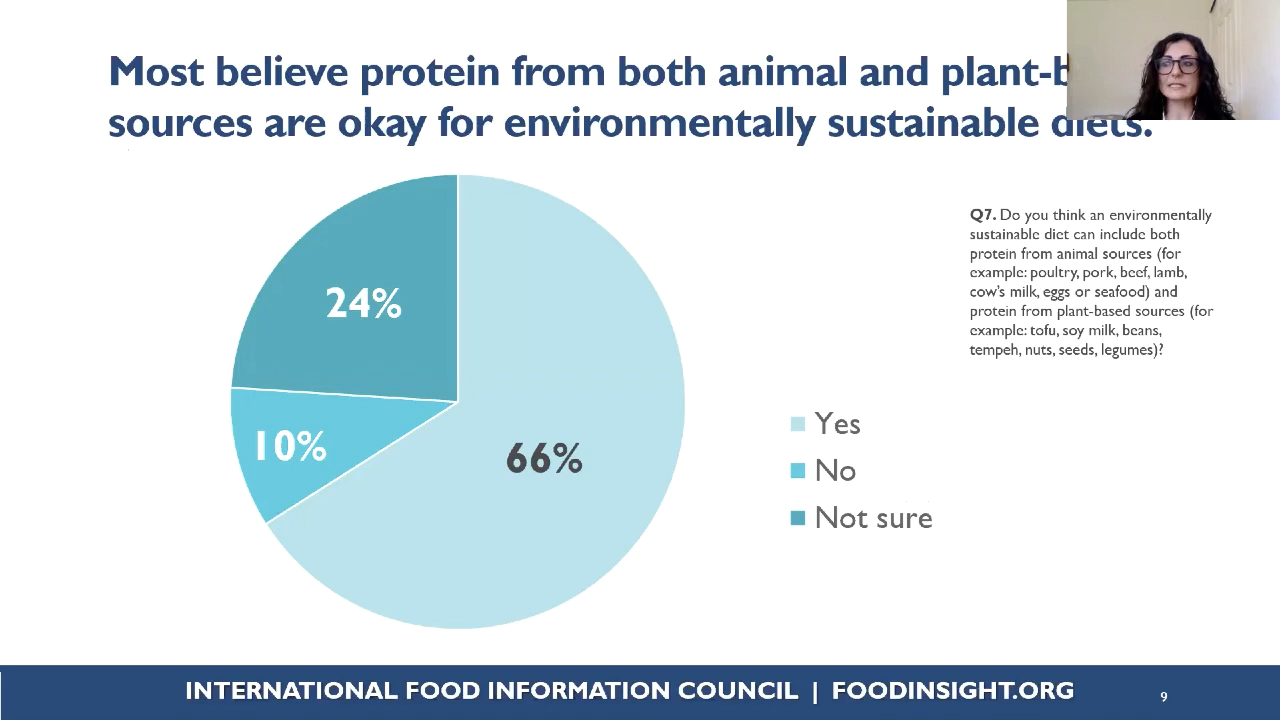 Most believe protein from both animal and plant-b
sources are okay for environmentally sustainable diets.
Q7. Do you think an environmentally
sustainable diet can include both
protein from animal sources (for
example: poultry, pork, beef, lamb,
cow's milk, eggs or seafood) and
protein from plant-based sources (for
example: tofu, soy milk, beans,
tempeh, nuts, seeds, legumes)?
24%
10%
66%
Yes
No
Not sure
INTERNATIONAL FOOD INFORMATION COUNCIL | FOODINSIGHT.ORG
9